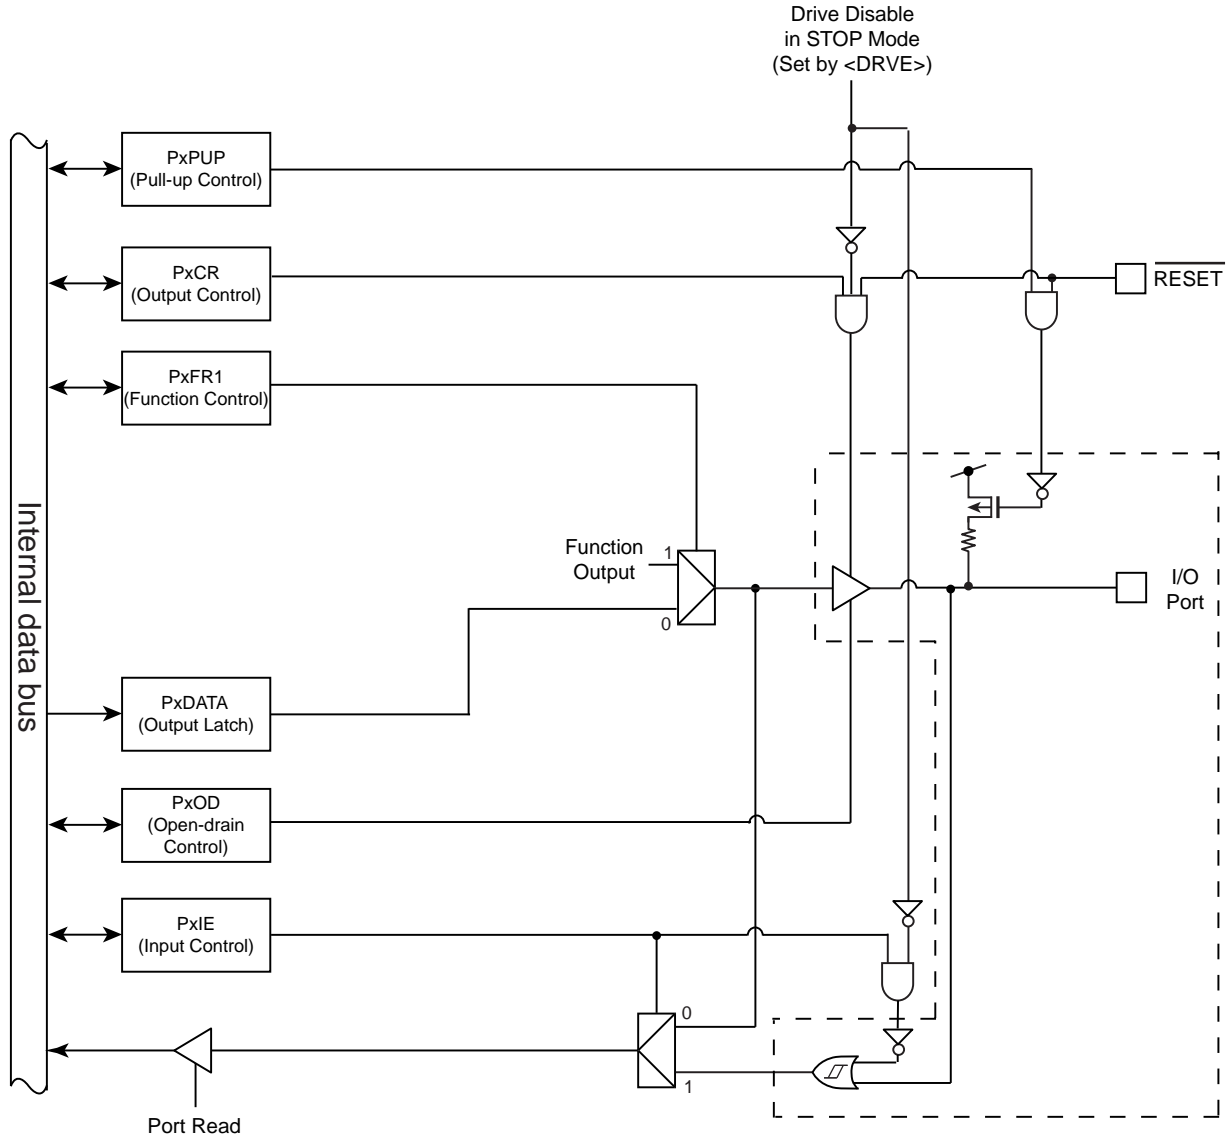 Drive Disable
in STOP Mode
(Set by <DRVE>)
PxPUP
(Pull-up Control)
PxCR
(Output Control)
RESET
PxFR1
(Function Control)
Internal data bus
Function
Output
1
0
I/O
Port
PxDATA
(Output Latch)
PxOD
(Open-drain
Control)
PxIE
(Input Control)
0
1
Port Read